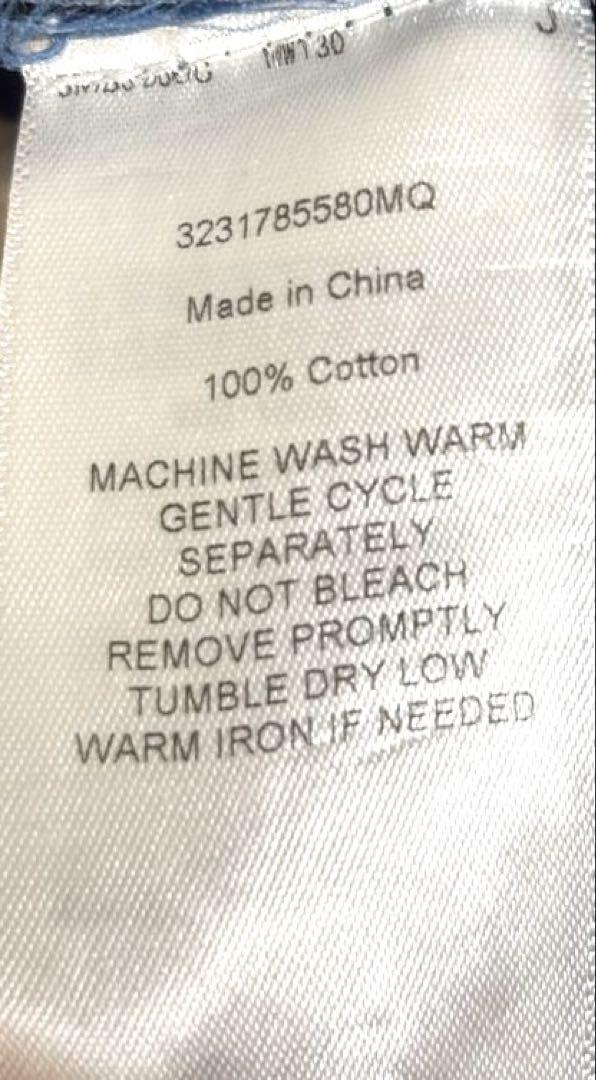 3231785580MQ
Made in China
100% Cotton
MACHINE WASH WARM
GENTLE CYCLE
SEPARATELY
DO NOT BLEACH
REMOVE PROMPTLY
TUMBLE DRY LOW
WARM IRON IF NEEDED